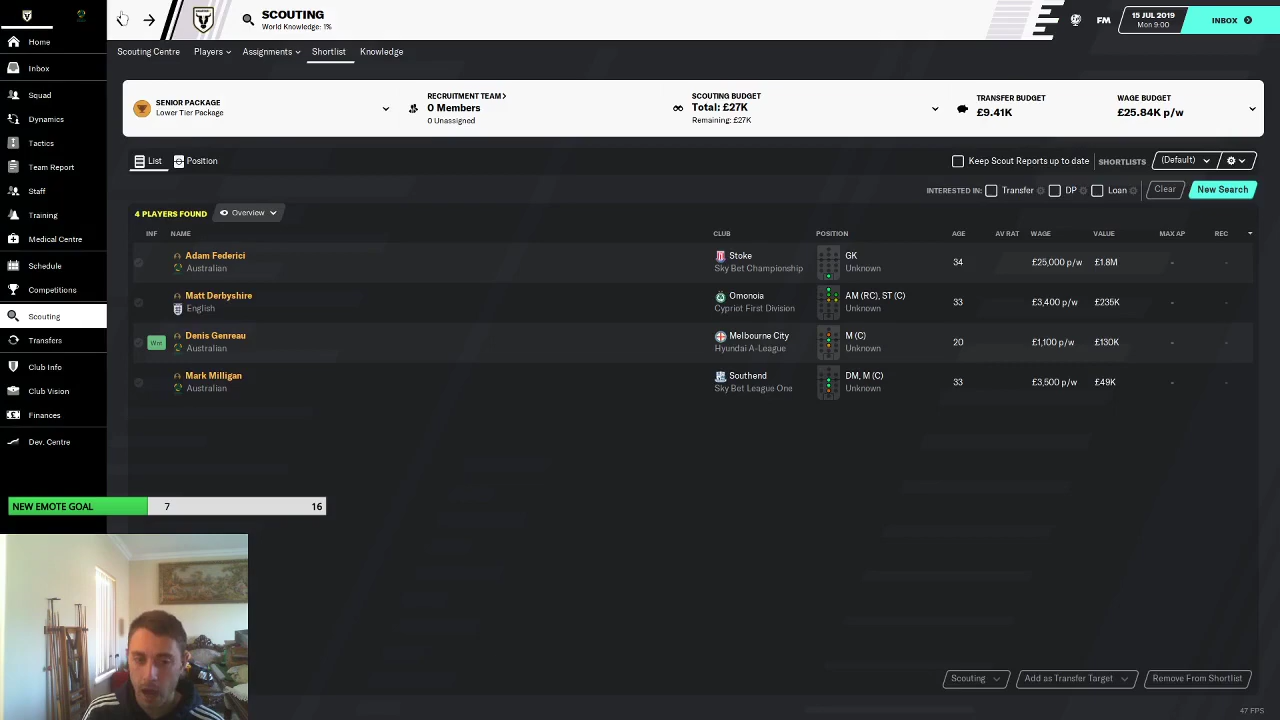 SCOUTING
World Knowledge: 1%
FM
15 JUL 2019
Mon 9:00
INBOX
Home
Inbox
Squad
Dynamics
Tactics
Team Report
Staff
Training
Medical Centre
Schedule
Competitions
Scouting
Transfers
Club Info
Club Vision
Finances
Dev. Centre
Scouting Centre
Players
Assignments
Shortlist
Knowledge
SENIOR PACKAGE
Lower Tier Package
RECRUITMENT TEAM
0 Members
0 Unassigned
SCOUTING BUDGET
Total: £27K
Remaining: £27K
TRANSFER BUDGET
£9.41K
WAGE BUDGET
£25.84K p/w
List
Position
Keep Scout Reports up to date
SHORTLISTS
(Default)
INTERESTED IN:
Transfer
DP
Loan
Clear
New Search
4 PLAYERS FOUND
Overview
INF NAME CLUB POSITION AGE AV RAT WAGE VALUE MAX AP REC
Adam Federici Stoke GK 34 £25,000 p/w £1.8M - -
Australian Sky Bet Championship Unknown
Matt Derbyshire Omonoia AM (RC), ST (C) 33 £3,400 p/w £235K - -
English Cypriot First Division Unknown
Wnt Denis Genreau Melbourne City M (C) 20 £1,100 p/w £130K - -
Australian Hyundai A-League Unknown
Mark Milligan Southend DM, M (C) 33 £3,500 p/w £49K - -
Australian Sky Bet League One Unknown
NEW EMOTE GOAL 7 16
Scouting
Add as Transfer Target
Remove From Shortlist
47 FPS